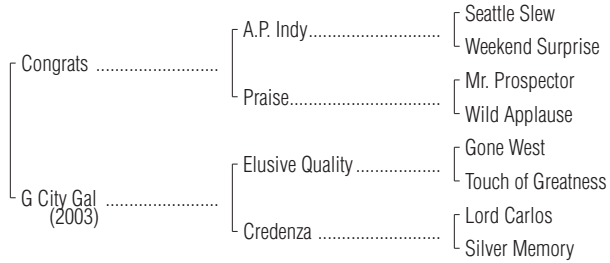 Seattle Slew
A.P. Indy..............................
Weekend Surprise
Congrats ............................
Mr. Prospector
Praise..................................
Wild Applause
Gone West
Elusive Quality...................
Touch of Greatness
G City Gal .........................
(2003)
Lord Carlos
Credenza ...........................
Silver Memory